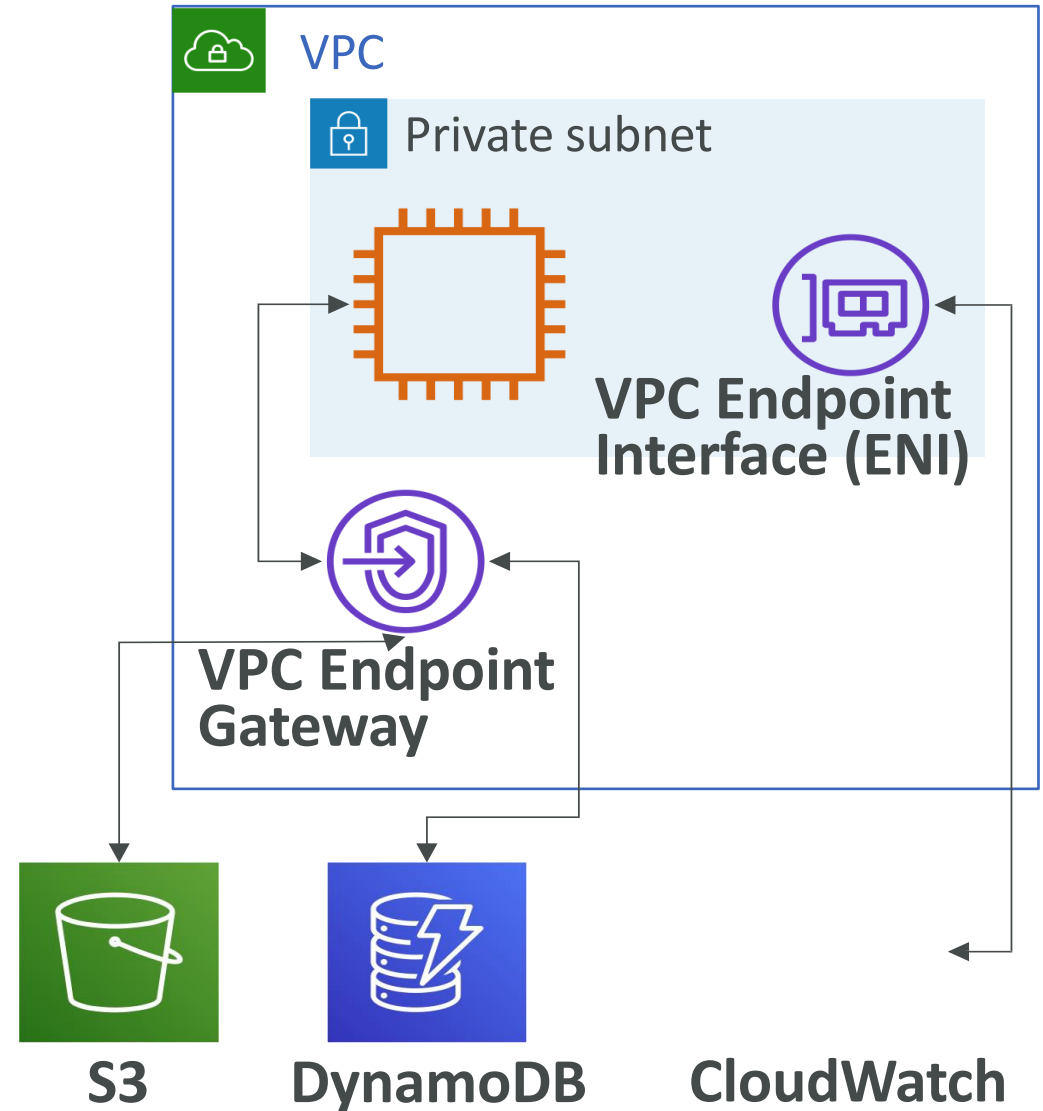 VPC
Private subnet
VPC Endpoint
Interface (ENI)
VPC Endpoint
Gateway
S3
DynamoDB
CloudWatch